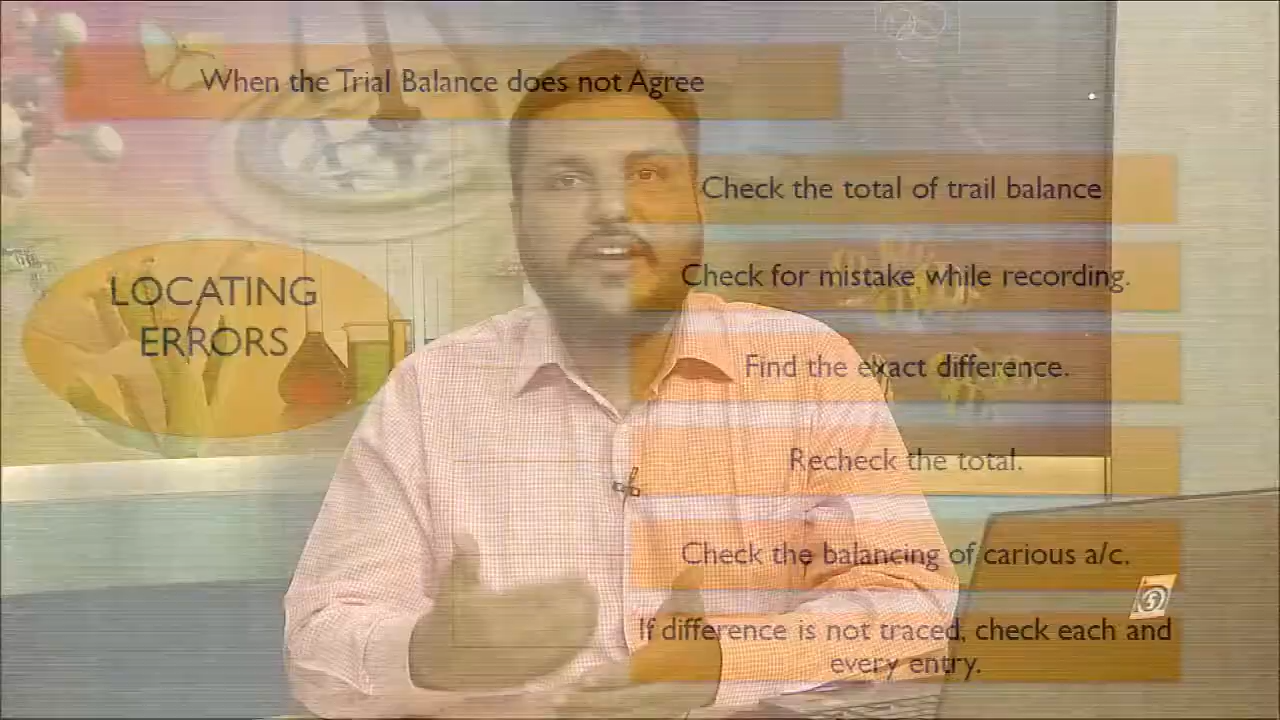 When the Trial Balance does not Agree
LOCATING
ERRORS
Check the total of trail balance
Check for mistake while recording.
Find the exact difference.
Recheck the total.
Check the balancing of carious a/c.
If difference is not traced, check each and
every entry.